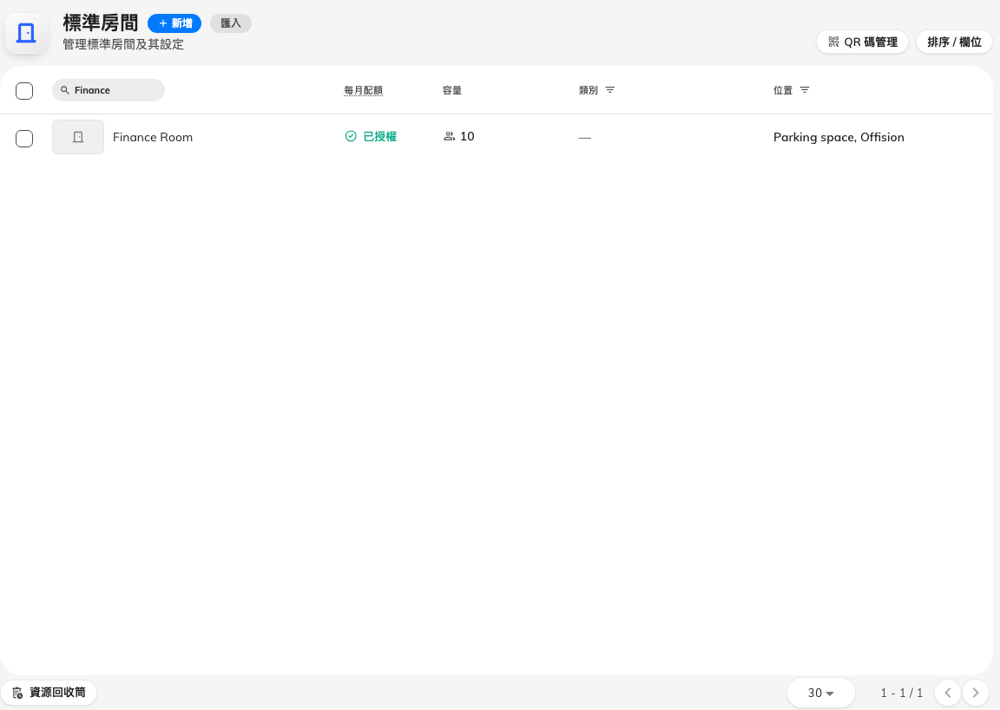 標準房間
新增
匯入
管理標準房間及其設定
QR 碼管理
排序 / 欄位
Finance
每月配額
容量
類別
位置
Finance Room
已授權
10
—
Parking space, Offision
資源回收筒
30
1 - 1 / 1